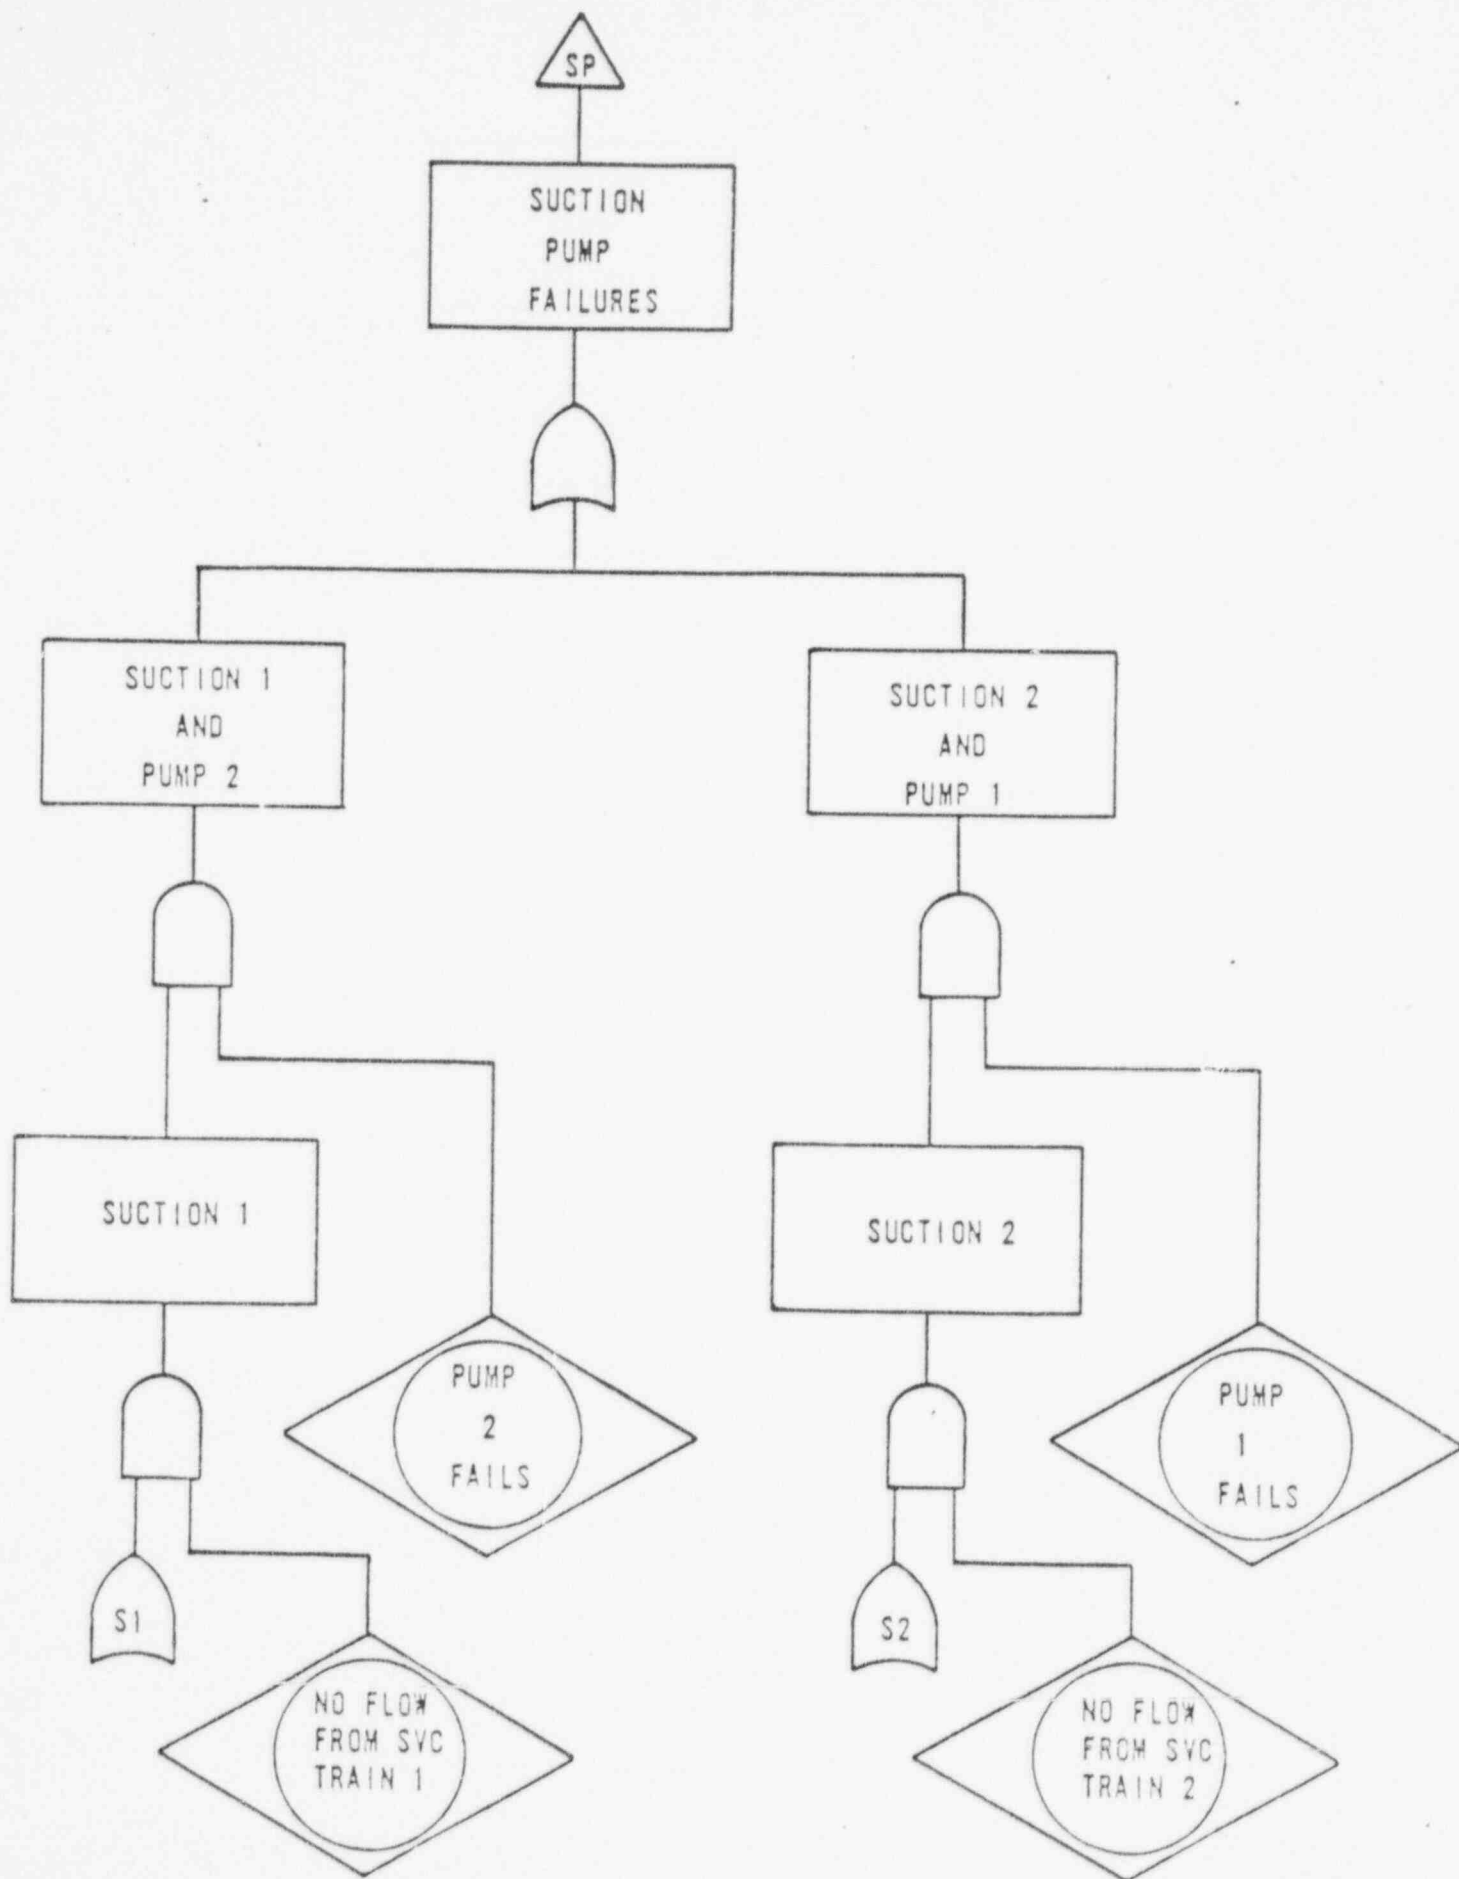 SP
SUCTION
PUMP
FAILURES
SUCTION 1
AND
PUMP 2
SUCTION 2
AND
PUMP 1
SUCTION 1
SUCTION 2
PUMP
2
FAILS
PUMP
1
FAILS
S1
S2
NO FLOW
FROM SVC
TRAIN 1
NO FLOW
FROM SVC
TRAIN 2